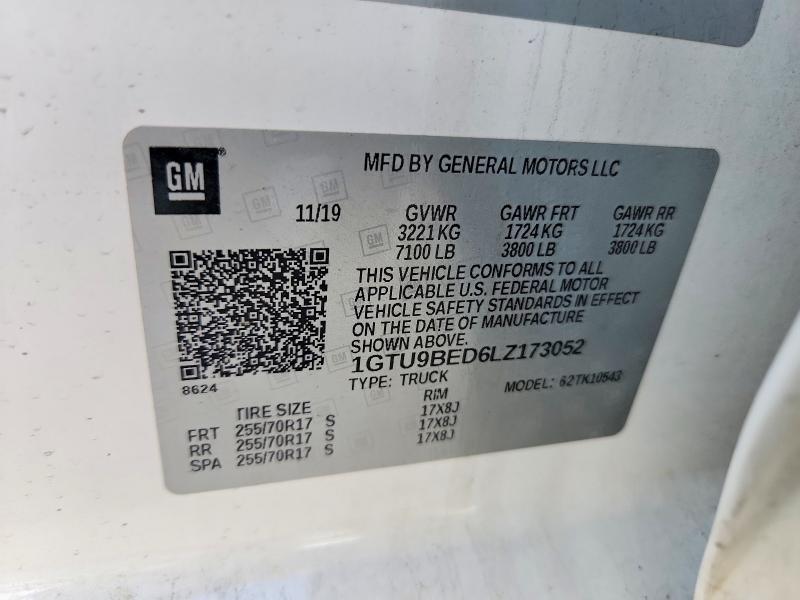 GM
MFD BY GENERAL MOTORS LLC
11/19 GVWR GAWR FRT GAWR RR
3221 KG 1724 KG 1724 KG
7100 LB 3800 LB 3800 LB
THIS VEHICLE CONFORMS TO ALL
APPLICABLE U.S. FEDERAL MOTOR
VEHICLE SAFETY STANDARDS IN EFFECT
ON THE DATE OF MANUFACTURE
SHOWN ABOVE.
1GTU9BED6LZ173052
8624
TYPE: TRUCK MODEL: 62TK10543
TIRE SIZE RIM
FRT 255/70R17 S 17X8J
RR 255/70R17 S 17X8J
SPA 255/70R17 S 17X8J